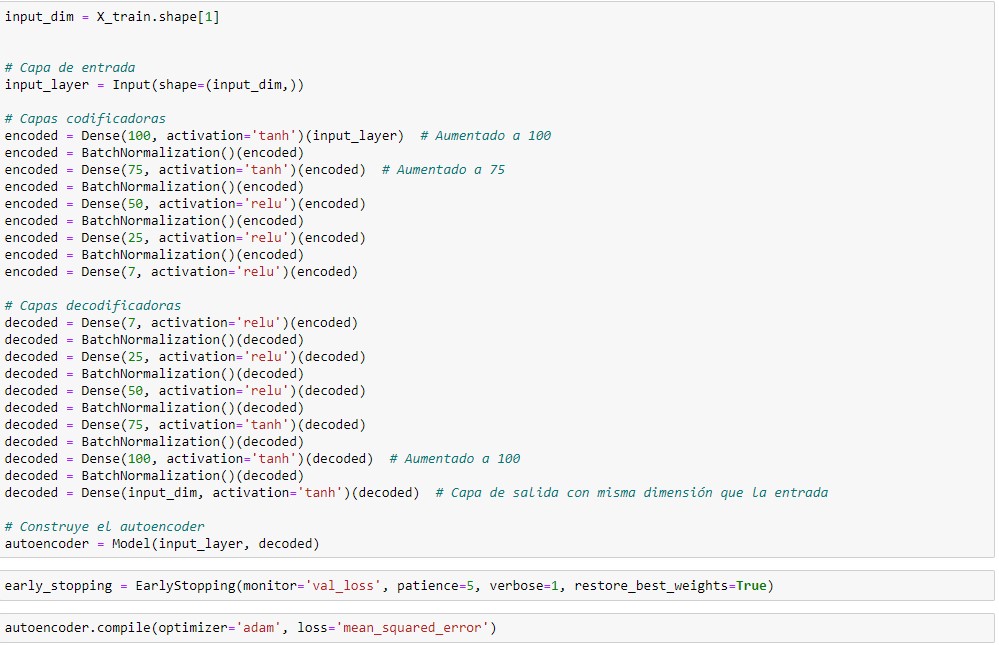 input_dim = X_train.shape[1]
# Capa de entrada
input_layer = Input(shape=(input_dim,))
# Capas codificadoras
encoded = Dense(100, activation='tanh')(input_layer)  # Aumentado a 100
encoded = BatchNormalization()(encoded)
encoded = Dense(75, activation='tanh')(encoded)  # Aumentado a 75
encoded = BatchNormalization()(encoded)
encoded = Dense(50, activation='relu')(encoded)
encoded = BatchNormalization()(encoded)
encoded = Dense(25, activation='relu')(encoded)
encoded = BatchNormalization()(encoded)
encoded = Dense(7, activation='relu')(encoded)
# Capas decodificadoras
decoded = Dense(7, activation='relu')(encoded)
decoded = BatchNormalization()(decoded)
decoded = Dense(25, activation='relu')(decoded)
decoded = BatchNormalization()(decoded)
decoded = Dense(50, activation='relu')(decoded)
decoded = BatchNormalization()(decoded)
decoded = Dense(75, activation='tanh')(decoded)
decoded = BatchNormalization()(decoded)
decoded = Dense(100, activation='tanh')(decoded)  # Aumentado a 100
decoded = BatchNormalization()(decoded)
decoded = Dense(input_dim, activation='tanh')(decoded)  # Capa de salida con misma dimensión que la entrada
# Construye el autoencoder
autoencoder = Model(input_layer, decoded)
early_stopping = EarlyStopping(monitor='val_loss', patience=5, verbose=1, restore_best_weights=True)
autoencoder.compile(optimizer='adam', loss='mean_squared_error')